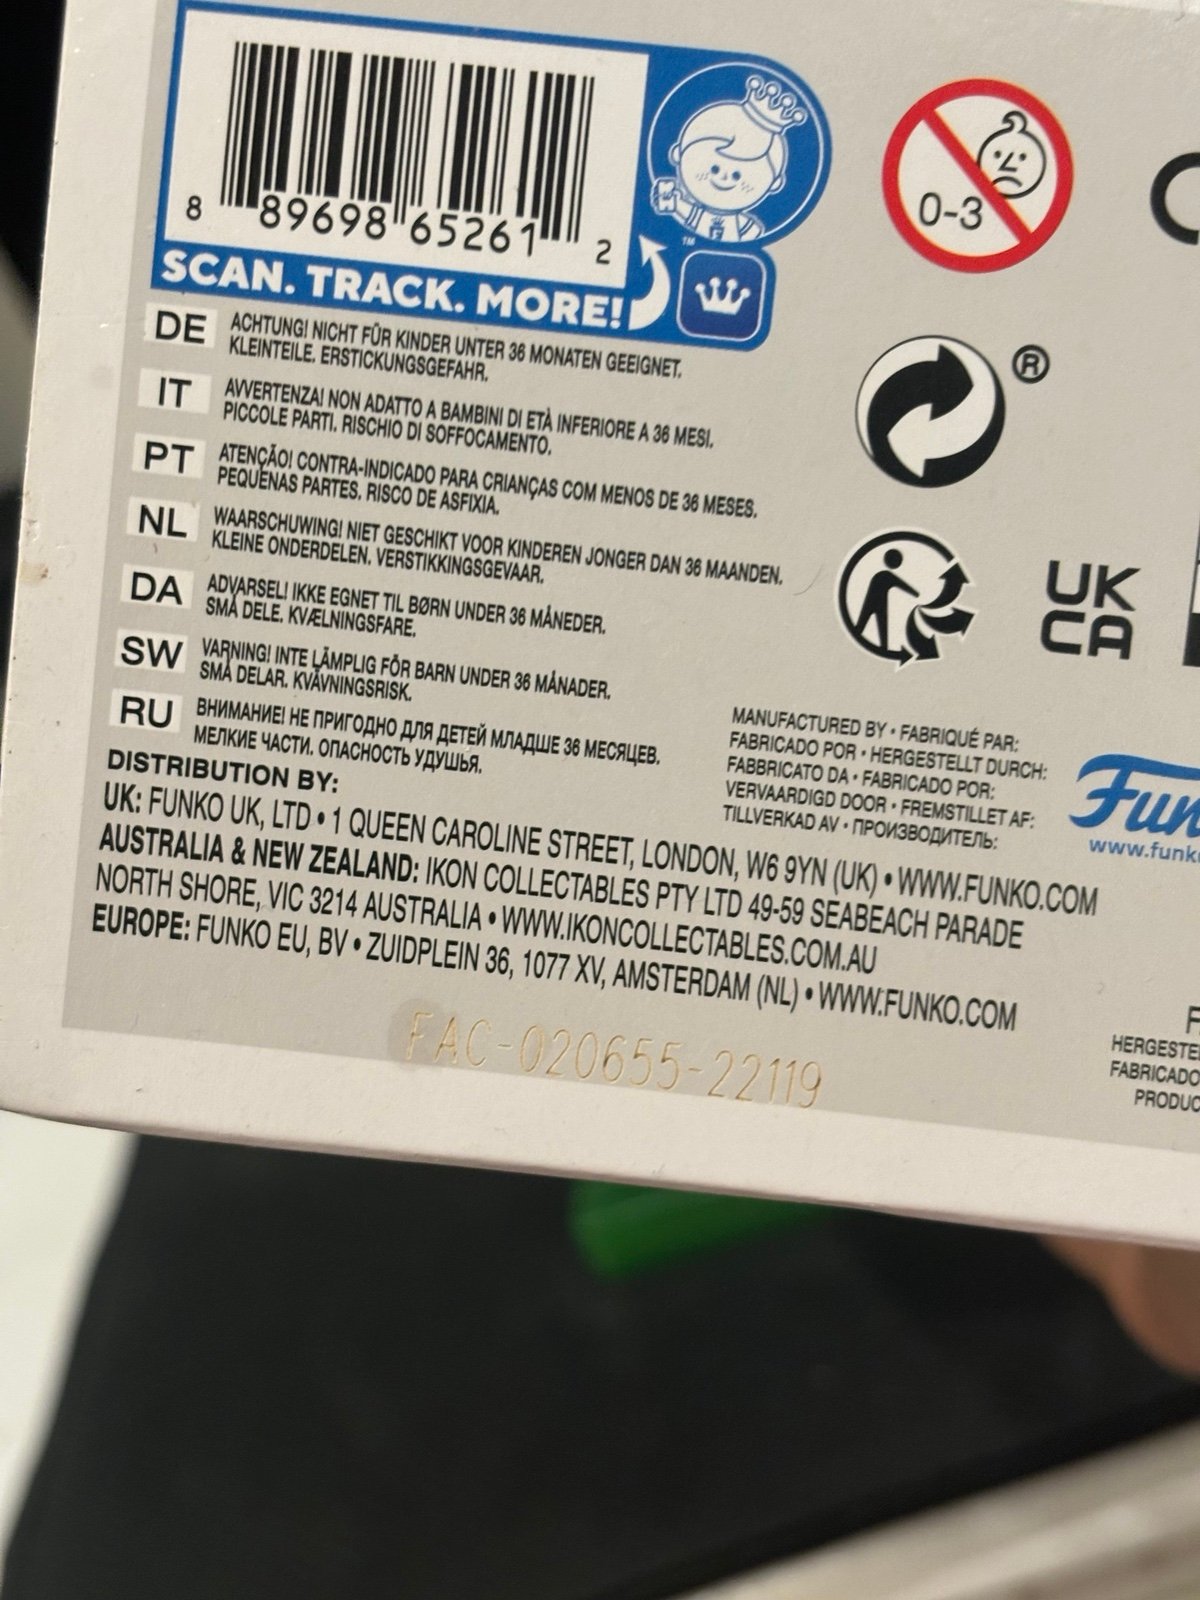 8 89698 65261 2
SCAN. TRACK. MORE!
™
0-3
DE ACHTUNG! NICHT FÜR KINDER UNTER 36 MONATEN GEEIGNET.
KLEINTEILE. ERSTICKUNGSGEFAHR.
®
IT AVVERTENZA! NON ADATTO A BAMBINI DI ETÀ INFERIORE A 36 MESI.
PICCOLE PARTI. RISCHIO DI SOFFOCAMENTO.
PT ATENÇÃO! CONTRA-INDICADO PARA CRIANÇAS COM MENOS DE 36 MESES.
PEQUENAS PARTES. RISCO DE ASFIXIA.
NL WAARSCHUWING! NIET GESCHIKT VOOR KINDEREN JONGER DAN 36 MAANDEN.
KLEINE ONDERDELEN. VERSTIKKINGSGEVAAR.
DA ADVARSEL! IKKE EGNET TIL BØRN UNDER 36 MÅNEDER.
SMÅ DELE. KVÆLNINGSFARE.
SW VARNING! INTE LÄMPLIG FÖR BARN UNDER 36 MÅNADER.
SMÅ DELAR. KVÄVNINGSRISK.
RU ВНИМАНИЕ! НЕ ПРИГОДНО ДЛЯ ДЕТЕЙ МЛАДШЕ 36 МЕСЯЦЕВ.
МЕЛКИЕ ЧАСТИ. ОПАСНОСТЬ УДУШЬЯ.
UK
CA
MANUFACTURED BY • FABRIQUÉ PAR:
FABRICADO POR • HERGESTELLT DURCH:
FABBRICATO DA • FABRICADO POR:
VERVAARDIGD DOOR • FREMSTILLET AF:
TILLVERKAD AV • ПРОИЗВОДИТЕЛЬ:
Fun
www.funk
DISTRIBUTION BY:
UK: FUNKO UK, LTD • 1 QUEEN CAROLINE STREET, LONDON, W6 9YN (UK) • WWW.FUNKO.COM
AUSTRALIA & NEW ZEALAND: IKON COLLECTABLES PTY LTD 49-59 SEABEACH PARADE
NORTH SHORE, VIC 3214 AUSTRALIA • WWW.IKONCOLLECTABLES.COM.AU
EUROPE: FUNKO EU, BV • ZUIDPLEIN 36, 1077 XV, AMSTERDAM (NL) • WWW.FUNKO.COM
FAC-020655-22119
HERGESTE
FABRICADO
PRODUC